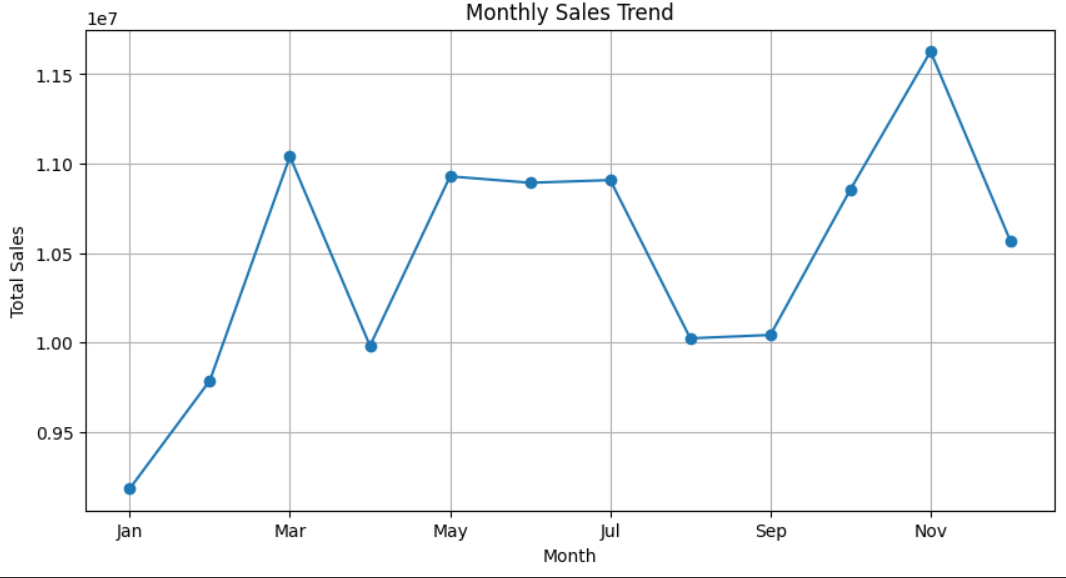 Monthly Sales Trend
1e7
1.15
1.10
1.05
1.00
0.95
Total Sales
Jan Mar May Jul Sep Nov
Month